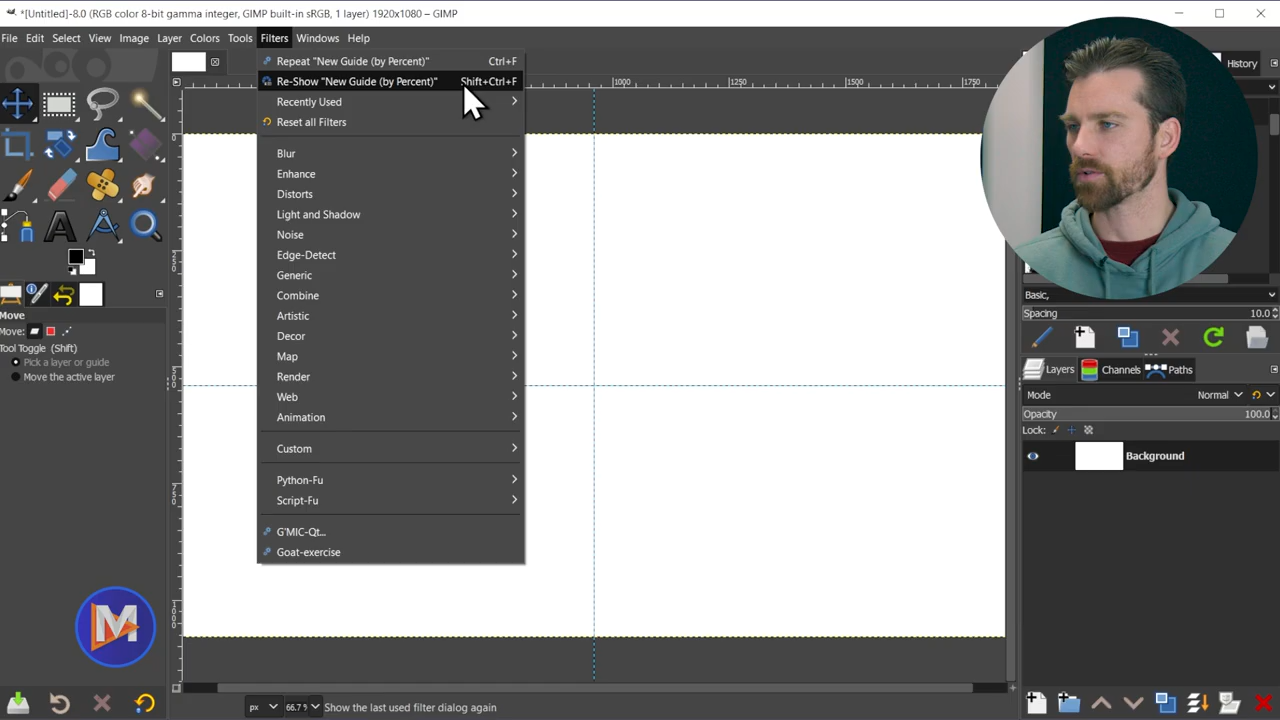 *[Untitled]-8.0 (RGB color 8-bit gamma integer, GIMP built-in sRGB, 1 layer) 1920x1080 – GIMP
File Edit Select View Image Layer Colors Tools Filters Windows Help
Repeat "New Guide (by Percent)" Ctrl+F
History
Re-Show "New Guide (by Percent)" Shift+Ctrl+F
1000 1250 1500 1750
Recently Used
Reset all Filters
0
Blur
Enhance
Distorts
Light and Shadow
Noise
250
Edge-Detect
Generic
Combine
Basic,
Artistic
Spacing 10.0
Move
Move:
Decor
Tool Toggle (Shift)
Map
Pick a layer or guide
Layers Channels Paths
Render
Move the active layer
500
Web
Mode Normal
Animation
Opacity 100.0
Lock:
Custom
Background
Python-Fu
750
Script-Fu
G'MIC-Qt...
Goat-exercise
1000
M
px 66.7 % Show the last used filter dialog again